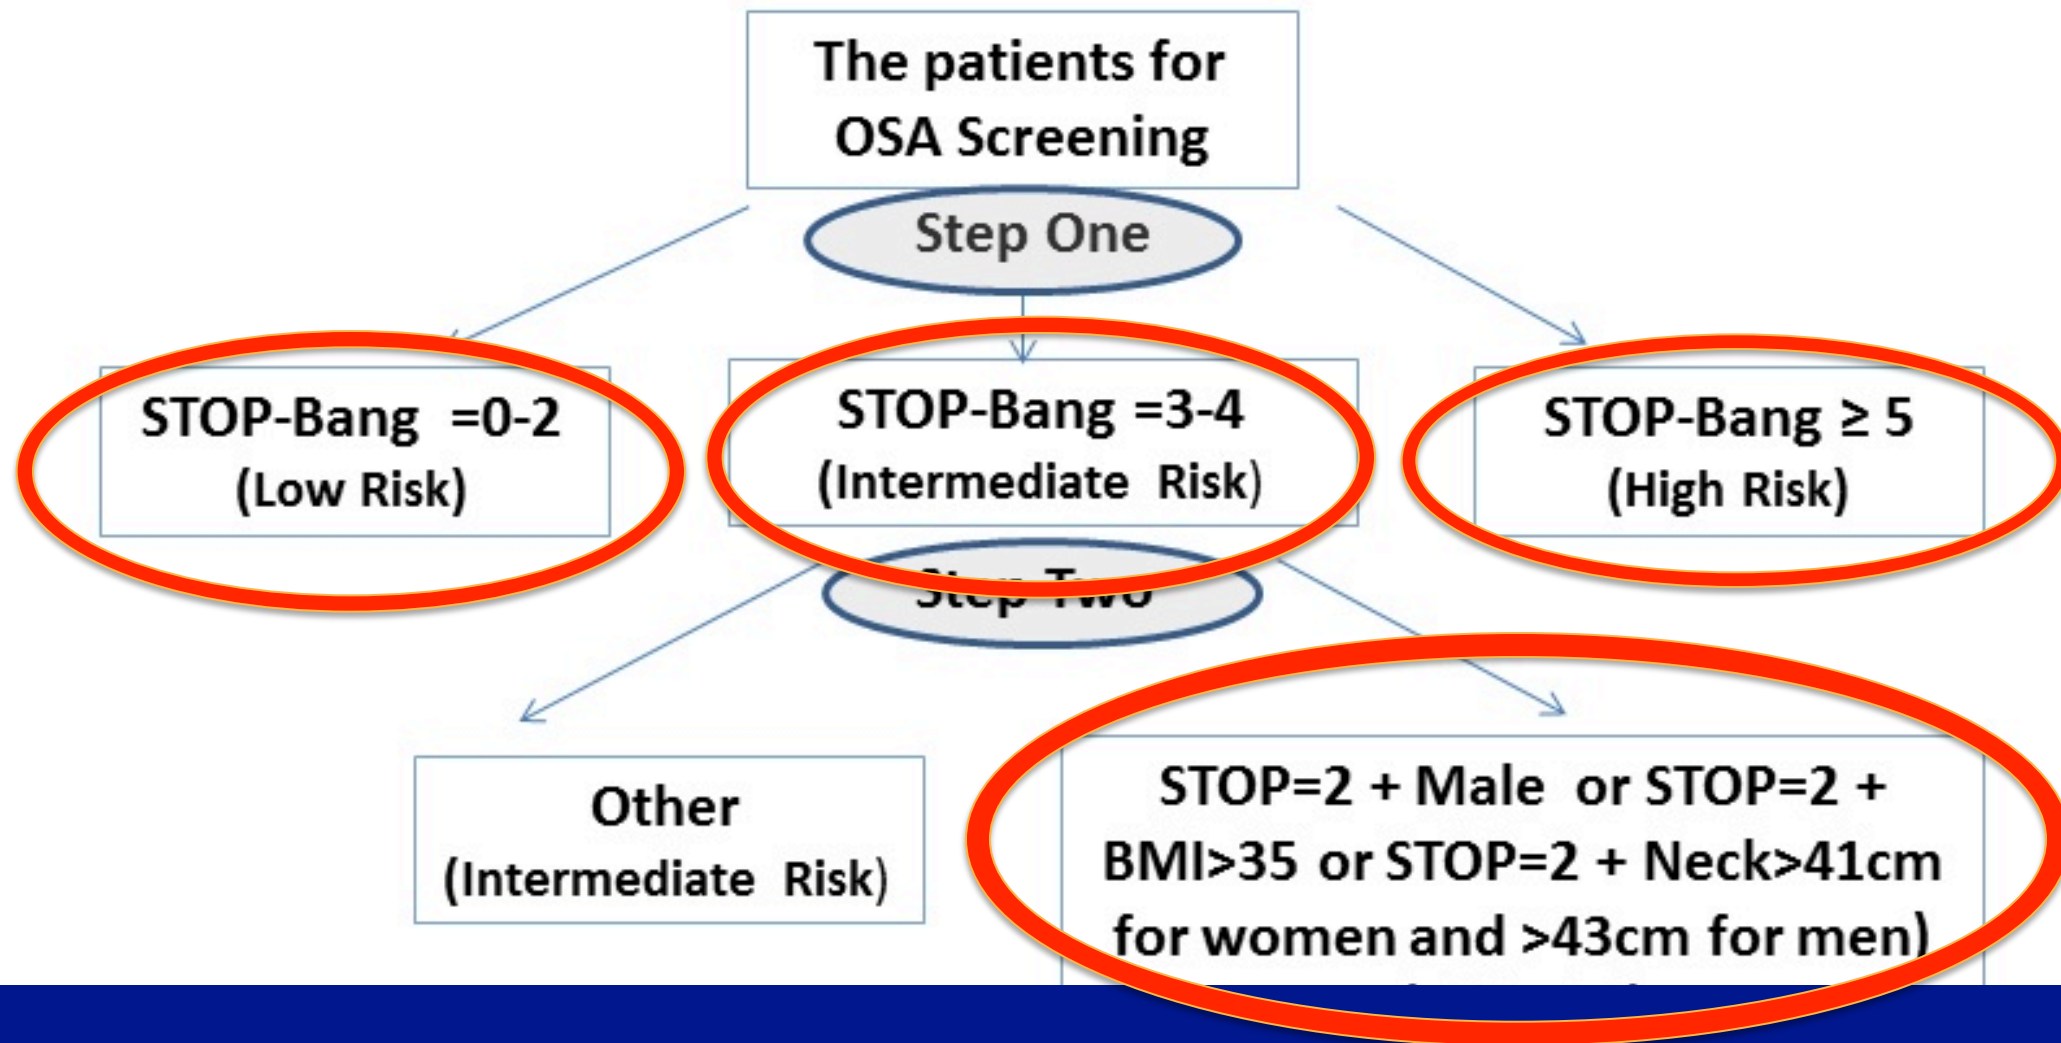 The patients for
OSA Screening
Step One
STOP-Bang =0-2
(Low Risk)
STOP-Bang =3-4
(Intermediate Risk)
STOP-Bang ≥ 5
(High Risk)
Step Two
Other
(Intermediate Risk)
STOP=2 + Male or STOP=2 +
BMI>35 or STOP=2 + Neck>41cm
for women and >43cm for men)